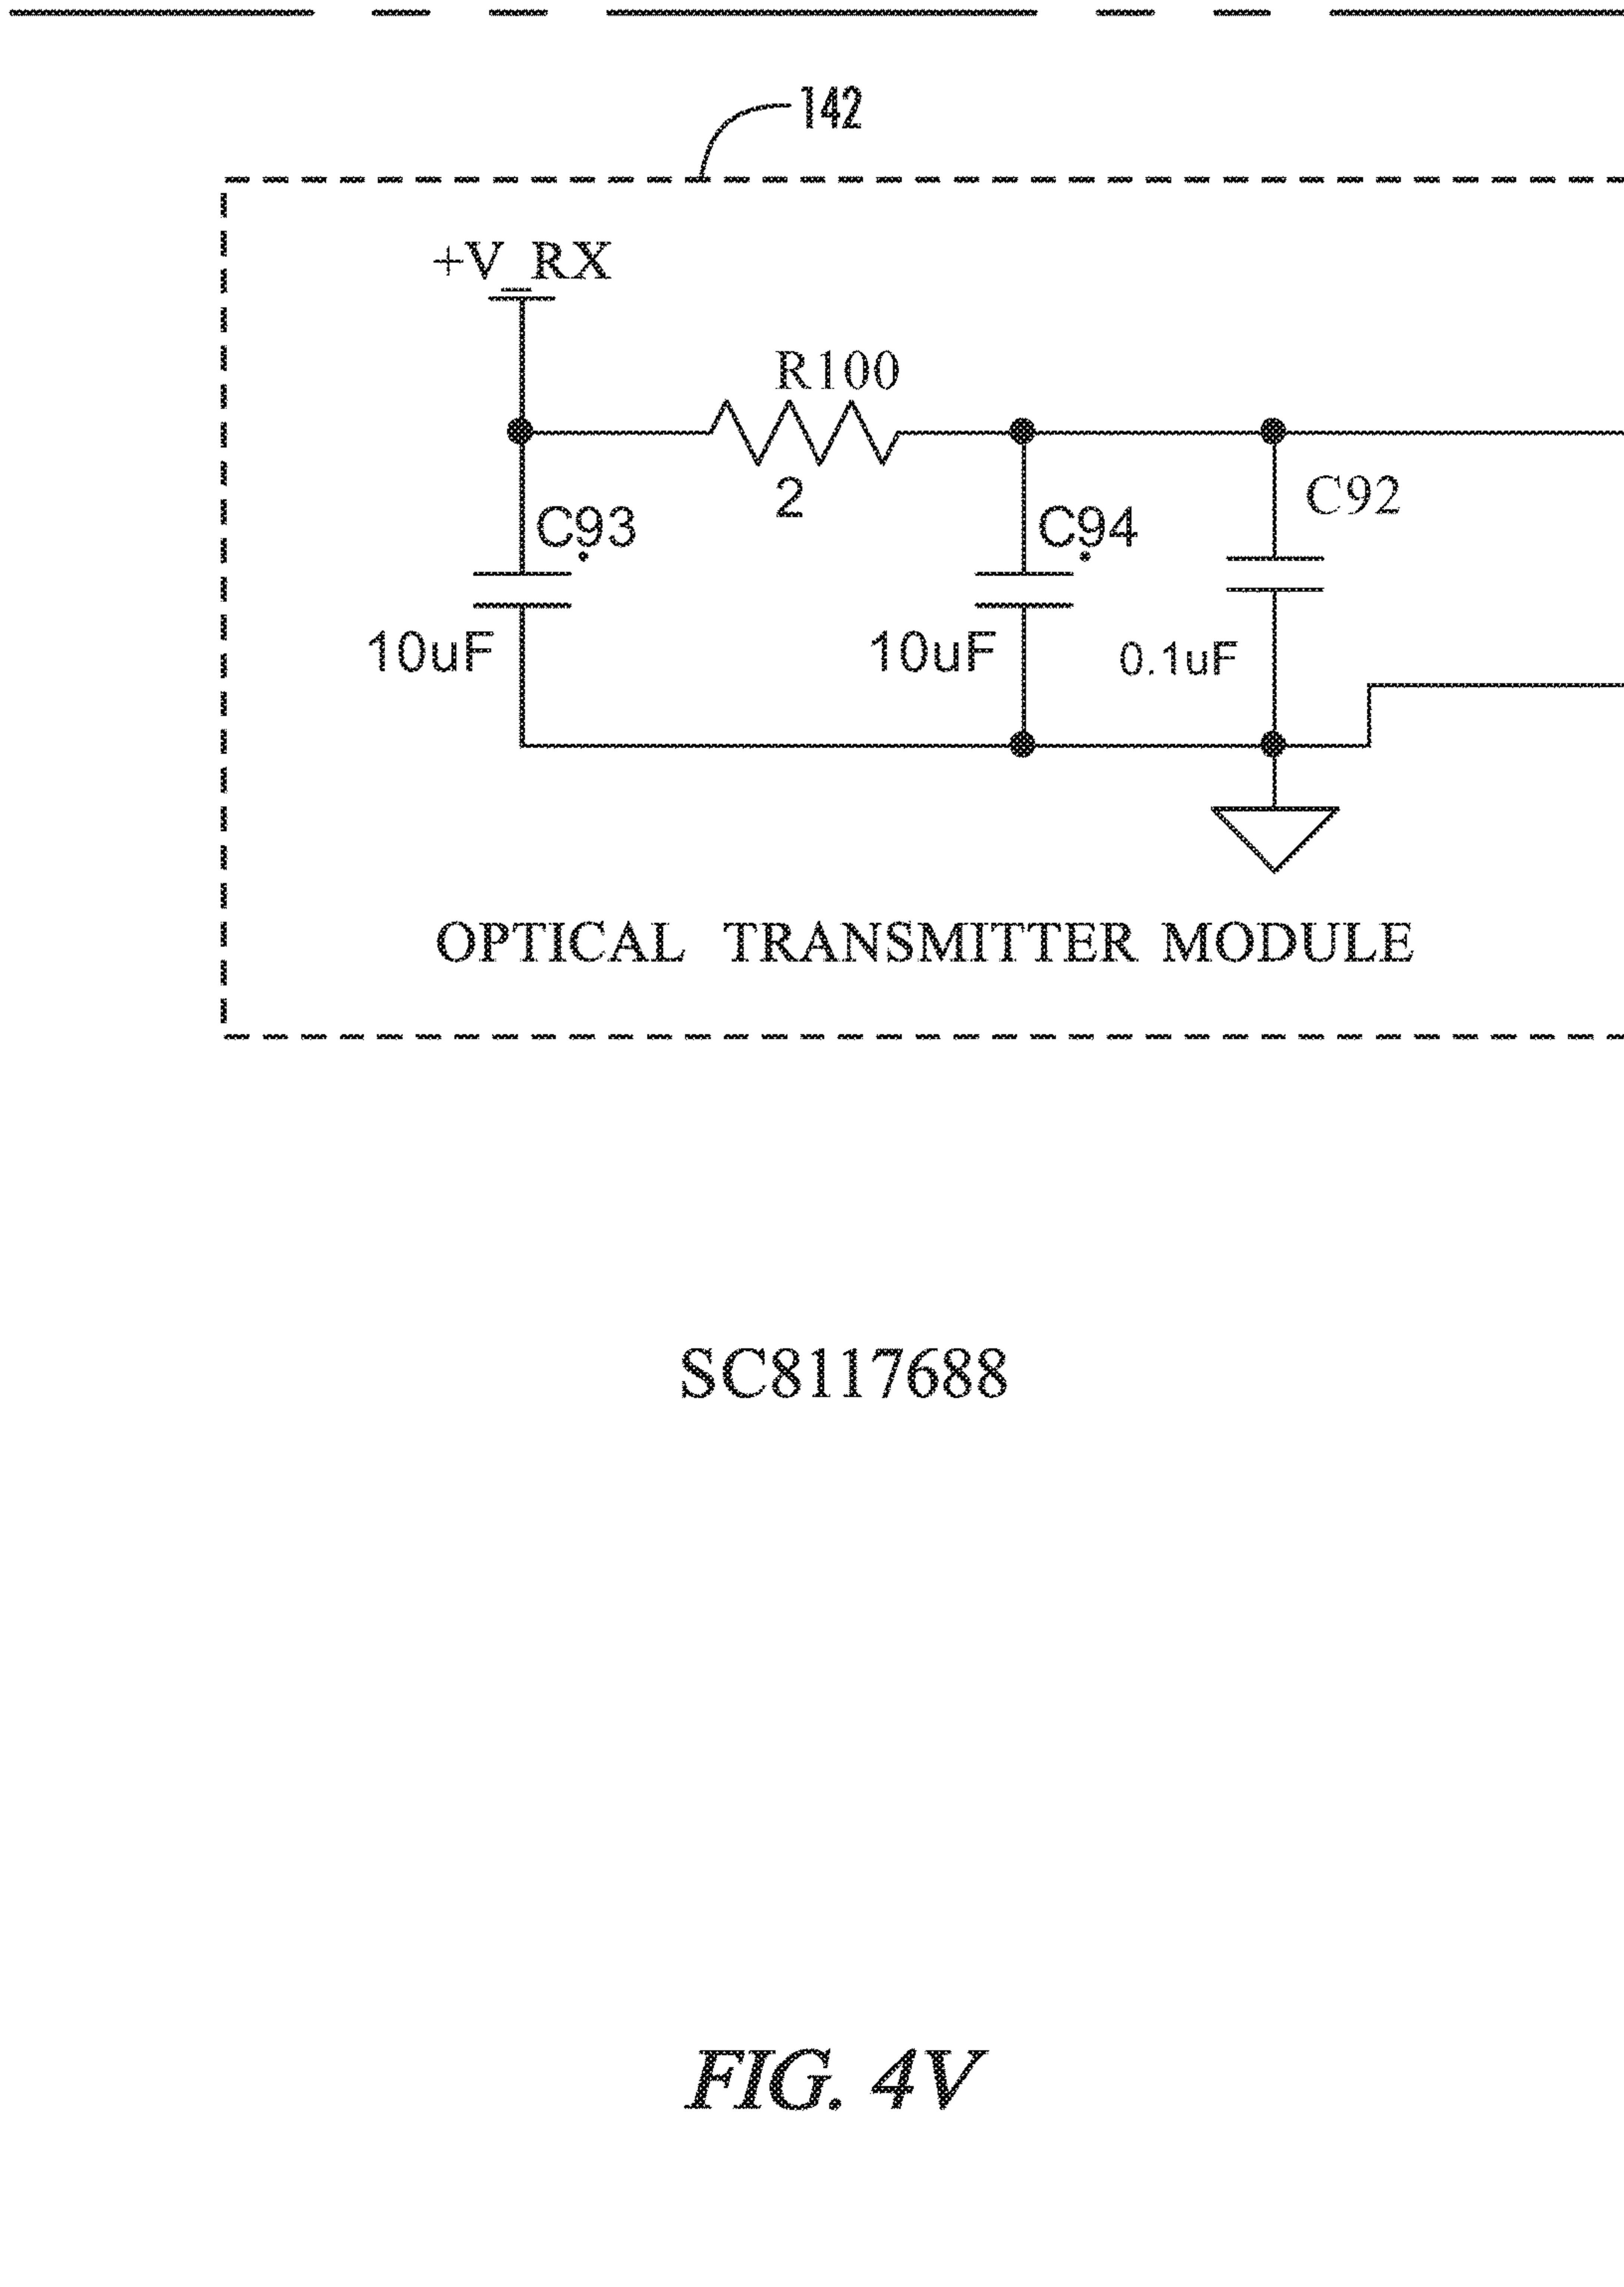 142
+V_RX
R100
2
C93
C94
C92
10uF
10uF
0.1uF
OPTICAL TRANSMITTER MODULE
SC8117688
FIG. 4V